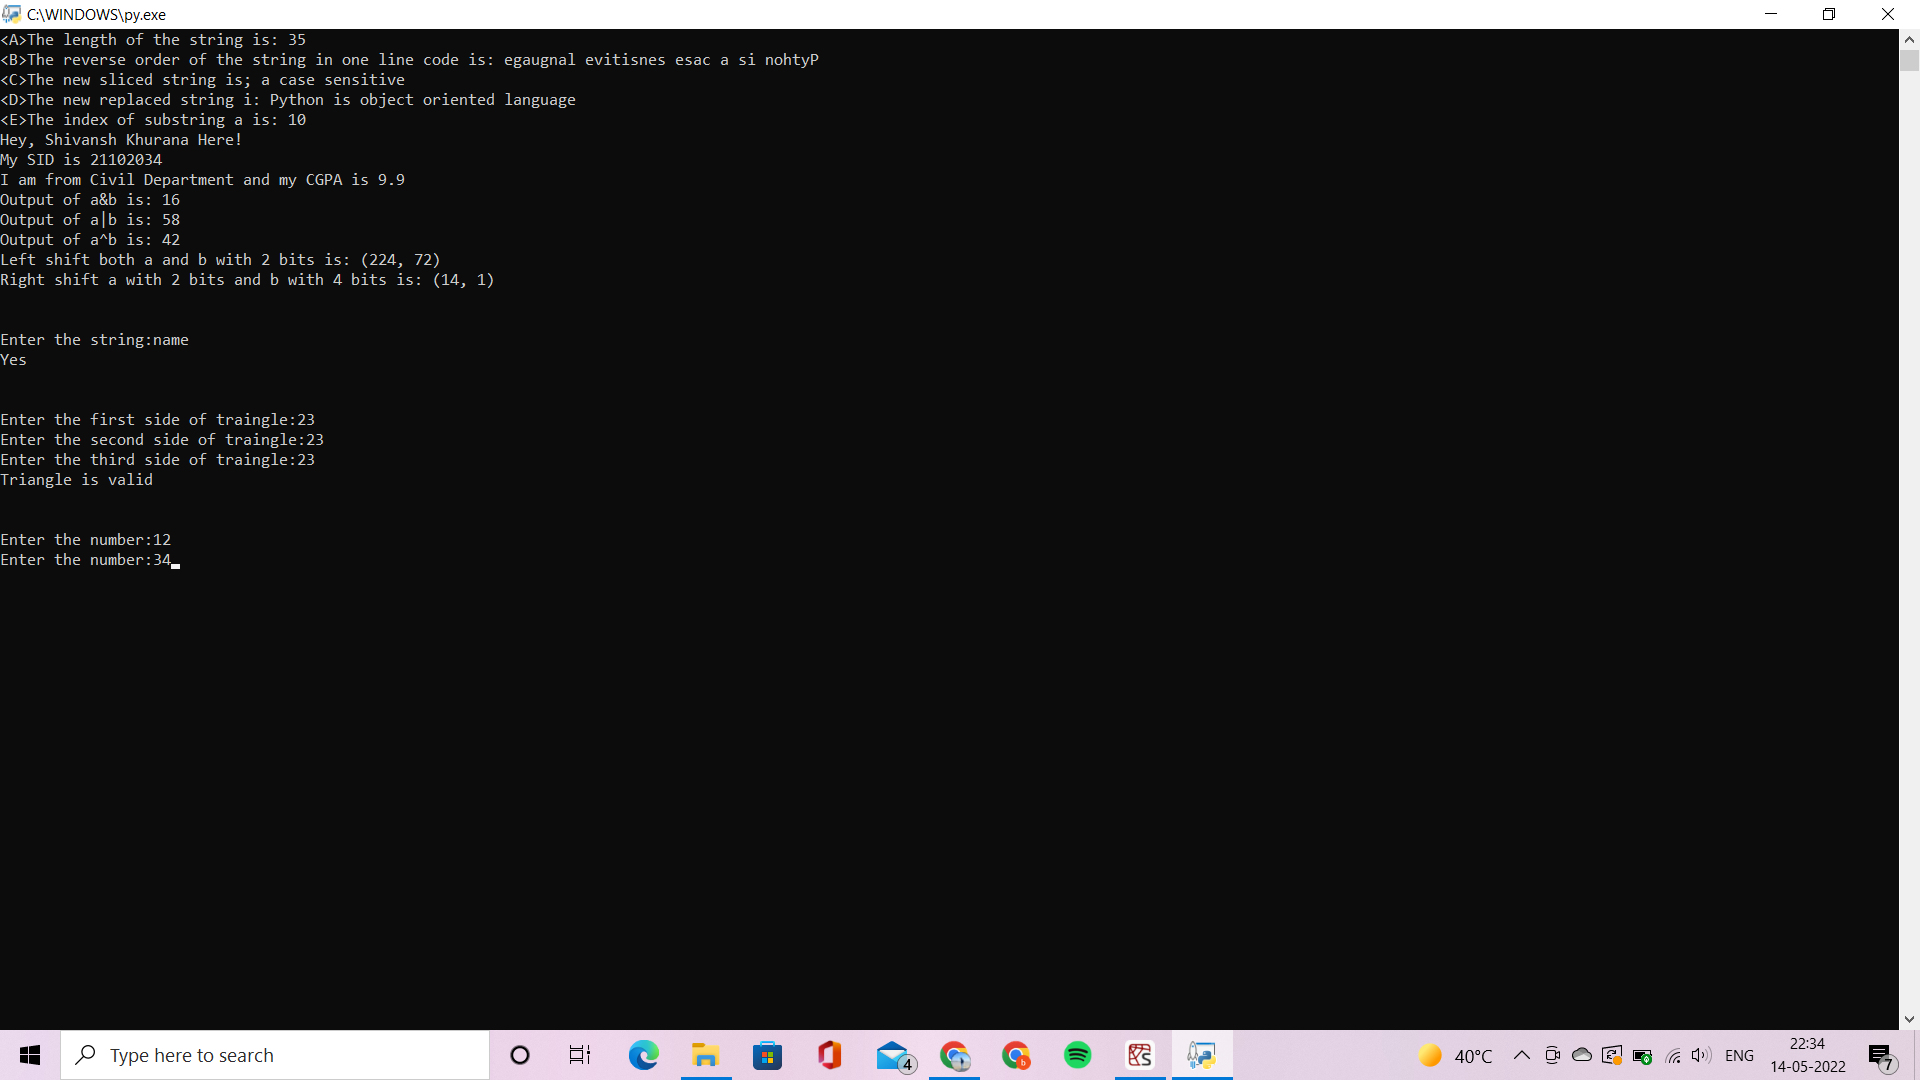 C:\WINDOWS\py.exe
<A>The length of the string is: 35
<B>The reverse order of the string in one line code is: egaugnal evitisnes esac a si nohtyP
<C>The new sliced string is; a case sensitive
<D>The new replaced string i: Python is object oriented language
<E>The index of substring a is: 10
Hey, Shivansh Khurana Here!
My SID is 21102034
I am from Civil Department and my CGPA is 9.9
Output of a&b is: 16
Output of a|b is: 58
Output of a^b is: 42
Left shift both a and b with 2 bits is: (224, 72)
Right shift a with 2 bits and b with 4 bits is: (14, 1)
Enter the string:name
Yes
Enter the first side of traingle:23
Enter the second side of traingle:23
Enter the third side of traingle:23
Triangle is valid
Enter the number:12
Enter the number:34
Type here to search
4
b
40°C
ENG
22:34
14-05-2022
7